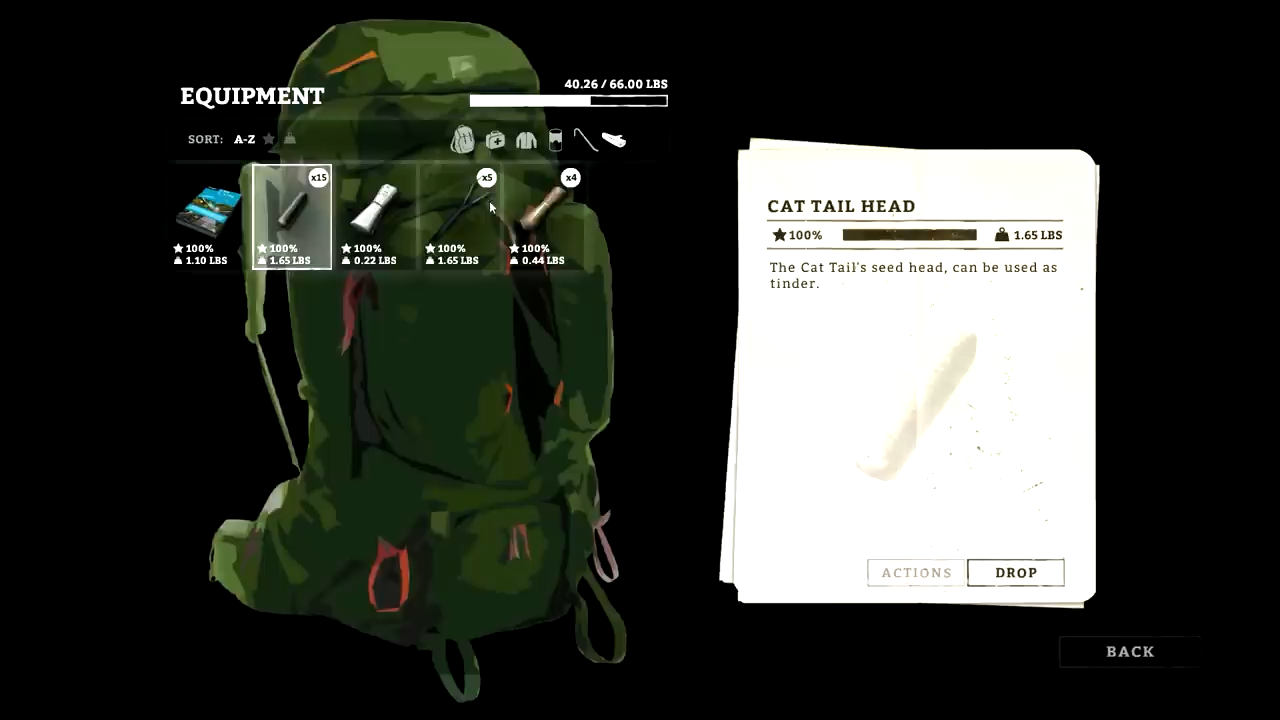 40.26 / 66.00 LBS
EQUIPMENT
SORT: A-Z
x15
x5
x4
100%
1.10 LBS
100%
1.65 LBS
100%
0.22 LBS
100%
1.65 LBS
100%
0.44 LBS
CAT TAIL HEAD
100%
1.65 LBS
The Cat Tail's seed head, can be used as
tinder.
ACTIONS
DROP
BACK